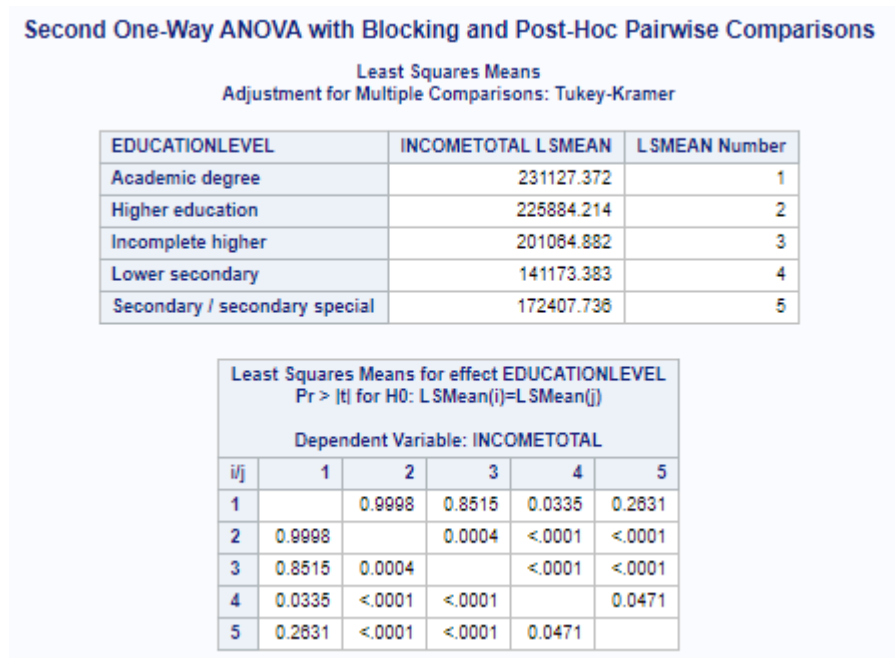 Second One-Way ANOVA with Blocking and Post-Hoc Pairwise Comparisons
Least Squares Means
Adjustment for Multiple Comparisons: Tukey-Kramer
EDUCATIONLEVEL INCOMETOTAL LSMEAN LSMEAN Number
Academic degree 231127.372 1
Higher education 225884.214 2
Incomplete higher 201064.882 3
Lower secondary 141173.383 4
Secondary / secondary special 172407.736 5
Least Squares Means for effect EDUCATIONLEVEL
Pr > |t| for H0: LSMean(i)=LSMean(j)
Dependent Variable: INCOMETOTAL
i/j 1 2 3 4 5
1 0.9998 0.8515 0.0335 0.2631
2 0.9998 0.0004 <.0001 <.0001
3 0.8515 0.0004 <.0001 <.0001
4 0.0335 <.0001 <.0001 0.0471
5 0.2631 <.0001 <.0001 0.0471